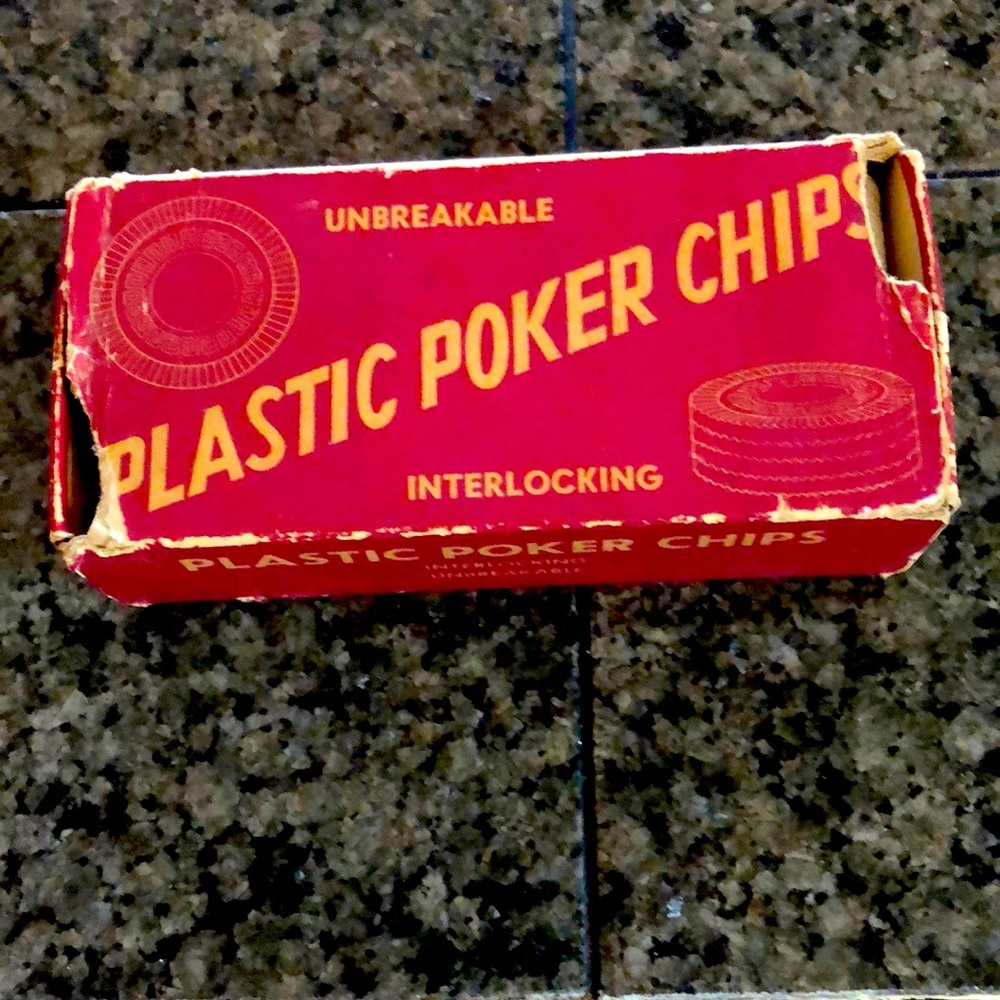 UNBREAKABLE
PLASTIC POKER CHIPS
INTERLOCKING
PLASTIC POKER CHIPS
INTERLOCKING
UNBREAKABLE